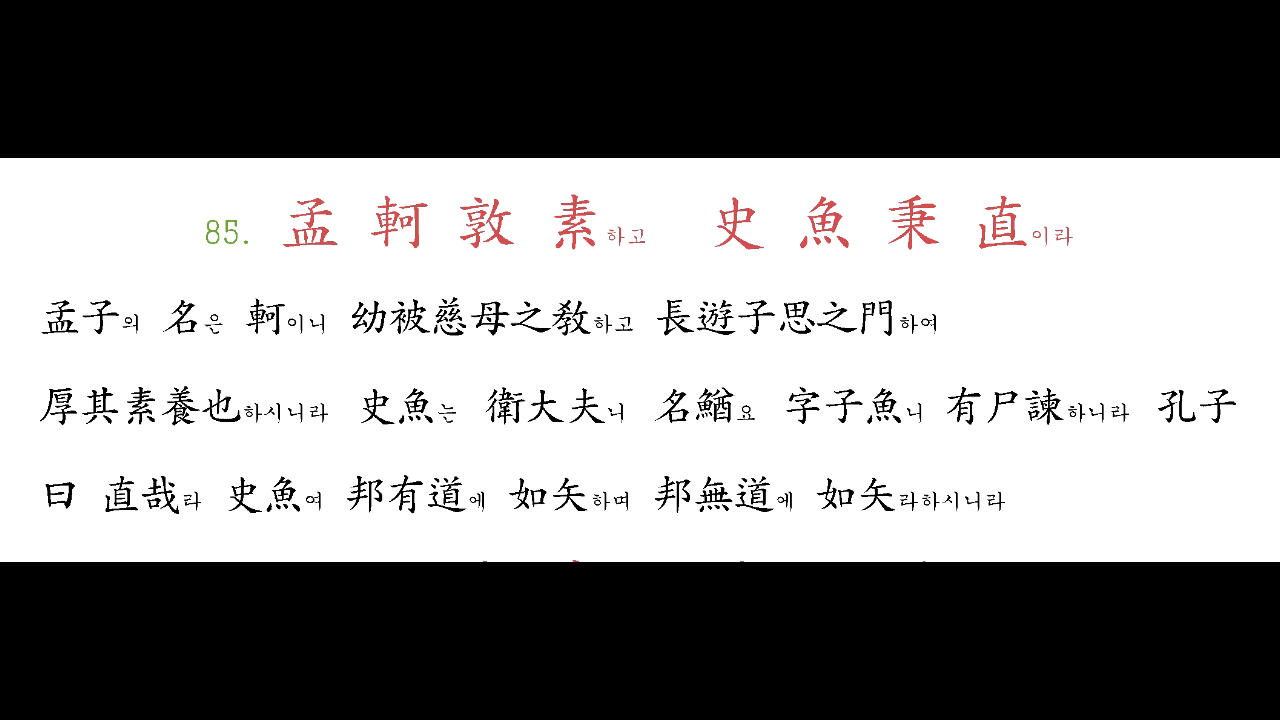 85. 孟 軻 敦 素하고 史 魚 秉 直이라
孟子의 名은 軻이니 幼被慈母之敎하고 長遊子思之門하여
厚其素養也하시니라 史魚는 衛大夫니 名鰌요 字子魚니 有尸諫하니라 孔子
曰 直哉라 史魚여 邦有道에 如矢하며 邦無道에 如矢라하시니라